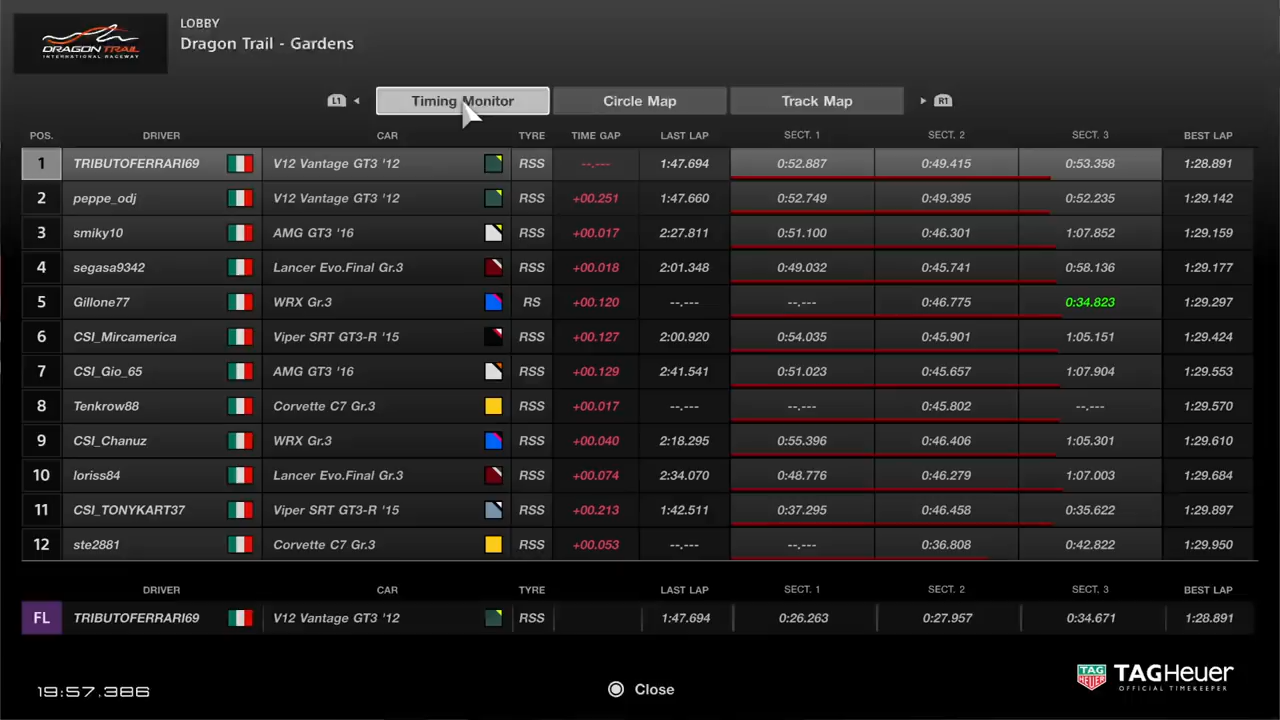 DRAGON TRAIL
INTERNATIONAL RACEWAY
LOBBY
Dragon Trail - Gardens
L1 Timing Monitor Circle Map Track Map R1
POS. DRIVER CAR TYRE TIME GAP LAST LAP SECT. 1 SECT. 2 SECT. 3 BEST LAP
1 TRIBUTOFERRARI69 V12 Vantage GT3 '12 RSS --.--- 1:47.694 0:52.887 0:49.415 0:53.358 1:28.891
2 peppe_odj V12 Vantage GT3 '12 RSS +00.251 1:47.660 0:52.749 0:49.395 0:52.235 1:29.142
3 smiky10 AMG GT3 '16 RSS +00.017 2:27.811 0:51.100 0:46.301 1:07.852 1:29.159
4 segasa9342 Lancer Evo.Final Gr.3 RSS +00.018 2:01.348 0:49.032 0:45.741 0:58.136 1:29.177
5 Gillone77 WRX Gr.3 RS +00.120 --.--- --.--- 0:46.775 0:34.823 1:29.297
6 CSI_Mircamerica Viper SRT GT3-R '15 RSS +00.127 2:00.920 0:54.035 0:45.901 1:05.151 1:29.424
7 CSI_Gio_65 AMG GT3 '16 RSS +00.129 2:41.541 0:51.023 0:45.657 1:07.904 1:29.553
8 Tenkrow88 Corvette C7 Gr.3 RSS +00.017 --.--- --.--- 0:45.802 --.--- 1:29.570
9 CSI_Chanuz WRX Gr.3 RSS +00.040 2:18.295 0:55.396 0:46.406 1:05.301 1:29.610
10 loriss84 Lancer Evo.Final Gr.3 RSS +00.074 2:34.070 0:48.776 0:46.279 1:07.003 1:29.684
11 CSI_TONYKART37 Viper SRT GT3-R '15 RSS +00.213 1:42.511 0:37.295 0:46.458 0:35.622 1:29.897
12 ste2881 Corvette C7 Gr.3 RSS +00.053 --.--- --.--- 0:36.808 0:42.822 1:29.950
DRIVER CAR TYRE LAST LAP SECT. 1 SECT. 2 SECT. 3 BEST LAP
FL TRIBUTOFERRARI69 V12 Vantage GT3 '12 RSS 1:47.694 0:26.263 0:27.957 0:34.671 1:28.891
19:57.386
Close
TAG HEUER TAGHeuer
OFFICIAL TIMEKEEPER